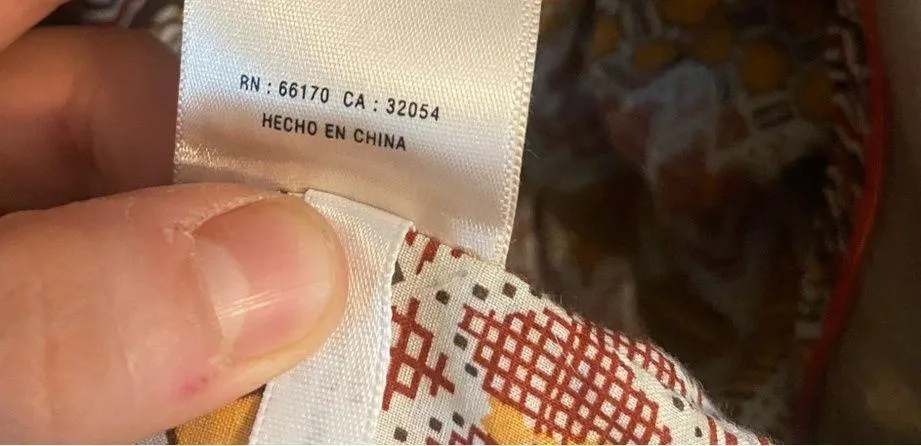 RN : 66170 CA : 32054
HECHO EN CHINA